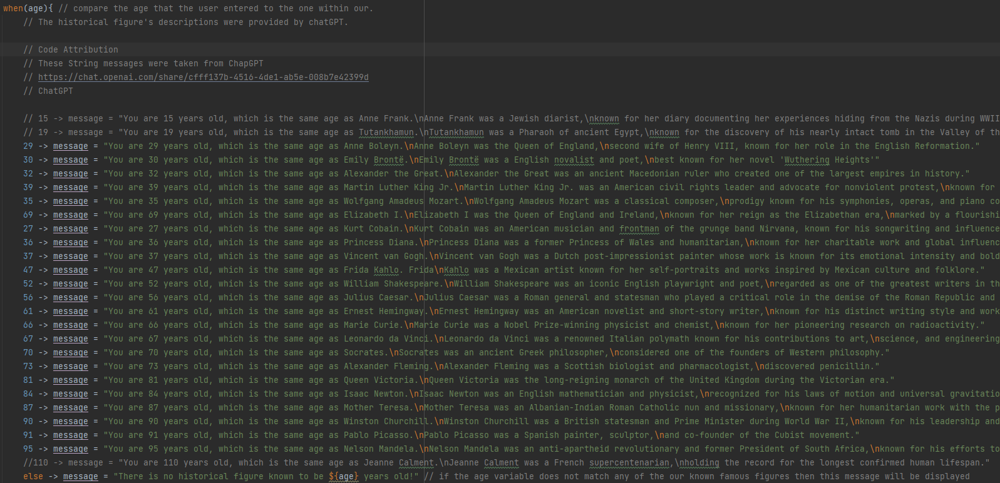 when(age){ // compare the age that the user entered to the one within our.
// The historical figure's descriptions were provided by chatGPT.
// Code Attribution
// These String messages were taken from ChapGPT
// https://chat.openai.com/share/cfff137b-4516-4de1-ab5e-008b7e42399d
// ChatGPT
// 15 -> message = "You are 15 years old, which is the same age as Anne Frank.\nAnne Frank was a Jewish diarist,\nknown for her diary documenting her experiences hiding from the Nazis during WWII
// 19 -> message = "You are 19 years old, which is the same age as Tutankhamun.\nTutankhamun was a Pharaoh of ancient Egypt,\nknown for the discovery of his nearly intact tomb in the Valley of th
29 -> message = "You are 29 years old, which is the same age as Anne Boleyn.\nAnne Boleyn was the Queen of England,\nsecond wife of Henry VIII, known for her role in the English Reformation."
30 -> message = "You are 30 years old, which is the same age as Emily Brontë.\nEmily Brontë was a English novalist and poet,\nbest known for her novel 'Wuthering Heights'"
32 -> message = "You are 32 years old, which is the same age as Alexander the Great.\nAlexander the Great was an ancient Macedonian ruler who created one of the largest empires in history."
39 -> message = "You are 39 years old, which is the same age as Martin Luther King Jr.\nMartin Luther King Jr. was an American civil rights leader and advocate for nonviolent protest,\nknown for
35 -> message = "You are 35 years old, which is the same age as Wolfgang Amadeus Mozart.\nWolfgang Amadeus Mozart was a classical composer,\nprodigy known for his symphonies, operas, and piano co
69 -> message = "You are 69 years old, which is the same age as Elizabeth I.\nElizabeth I was the Queen of England and Ireland,\nknown for her reign as the Elizabethan era,\nmarked by a flourishi
27 -> message = "You are 27 years old, which is the same age as Kurt Cobain.\nKurt Cobain was an American musician and frontman of the grunge band Nirvana, known for his songwriting and influence
36 -> message = "You are 36 years old, which is the same age as Princess Diana.\nPrincess Diana was a former Princess of Wales and humanitarian,\nknown for her charitable work and global influenc
37 -> message = "You are 37 years old, which is the same age as Vincent van Gogh.\nVincent van Gogh was a Dutch post-impressionist painter whose work is known for its emotional intensity and bold
47 -> message = "You are 47 years old, which is the same age as Frida Kahlo. Frida\nKahlo was a Mexican artist known for her self-portraits and works inspired by Mexican culture and folklore."
52 -> message = "You are 52 years old, which is the same age as William Shakespeare.\nWilliam Shakespeare was an iconic English playwright and poet,\nregarded as one of the greatest writers in th
56 -> message = "You are 56 years old, which is the same age as Julius Caesar.\nJulius Caesar was a Roman general and statesman who played a critical role in the demise of the Roman Republic and
61 -> message = "You are 61 years old, which is the same age as Ernest Hemingway.\nErnest Hemingway was an American novelist and short-story writer,\nknown for his distinct writing style and work
66 -> message = "You are 66 years old, which is the same age as Marie Curie.\nMarie Curie was a Nobel Prize-winning physicist and chemist,\nknown for her pioneering research on radioactivity."
67 -> message = "You are 67 years old, which is the same age as Leonardo da Vinci.\nLeonardo da Vinci was a renowned Italian polymath known for his contributions to art,\nscience, and engineering
70 -> message = "You are 70 years old, which is the same age as Socrates.\nSocrates was an ancient Greek philosopher,\nconsidered one of the founders of Western philosophy."
73 -> message = "You are 73 years old, which is the same age as Alexander Fleming.\nAlexander Fleming was a Scottish biologist and pharmacologist,\ndiscovered penicillin."
81 -> message = "You are 81 years old, which is the same age as Queen Victoria.\nQueen Victoria was the long-reigning monarch of the United Kingdom during the Victorian era."
84 -> message = "You are 84 years old, which is the same age as Isaac Newton.\nIsaac Newton was an English mathematician and physicist,\nrecognized for his laws of motion and universal gravitatio
87 -> message = "You are 87 years old, which is the same age as Mother Teresa.\nMother Teresa was an Albanian-Indian Roman Catholic nun and missionary,\nknown for her humanitarian work with the p
90 -> message = "You are 90 years old, which is the same age as Winston Churchill.\nWinston Churchill was a British statesman and Prime Minister during World War II,\nknown for his leadership and
91 -> message = "You are 91 years old, which is the same age as Pablo Picasso.\nPablo Picasso was a Spanish painter, sculptor,\nand co-founder of the Cubist movement."
95 -> message = "You are 95 years old, which is the same age as Nelson Mandela.\nNelson Mandela was an anti-apartheid revolutionary and former President of South Africa,\nknown for his efforts to
//110 -> message = "You are 110 years old, which is the same age as Jeanne Calment.\nJeanne Calment was a French supercentenarian,\nholding the record for the longest confirmed human lifespan."
else -> message = "There is no historical figure known to be ${age} years old!" // if the age variable does not match any of the our known famous figures then this message will be displayed